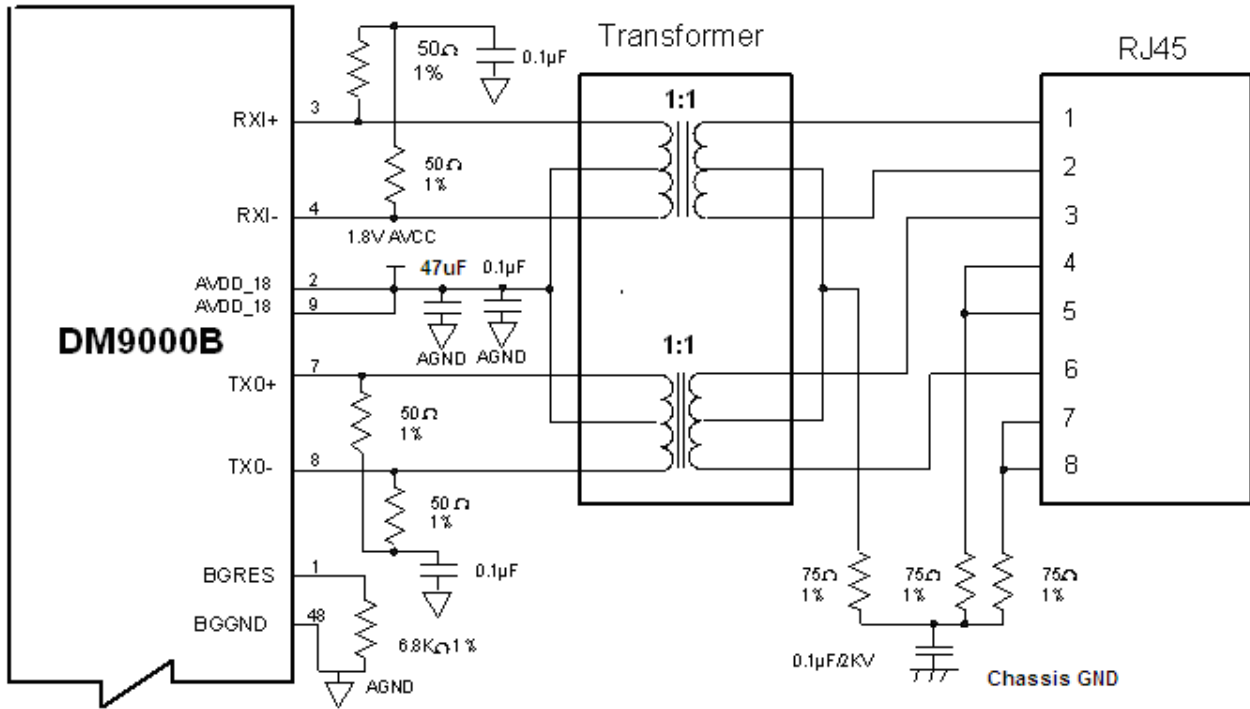 Transformer
RJ45
50Ω
1%
0.1µF
1:1
RXI+
3
1
50Ω
1%
2
RXI-
4
3
1.8V AVCC
4
47uF
0.1µF
AVDD_18
2
AVDD_18
9
5
DM9000B
AGND
AGND
1:1
TX0+
7
6
50Ω
1%
7
TX0-
8
8
50Ω
1%
BGRES
1
0.1µF
75Ω
1%
75Ω
1%
75Ω
1%
BGGND
48
6.8KΩ 1%
AGND
0.1µF/2KV
Chassis GND